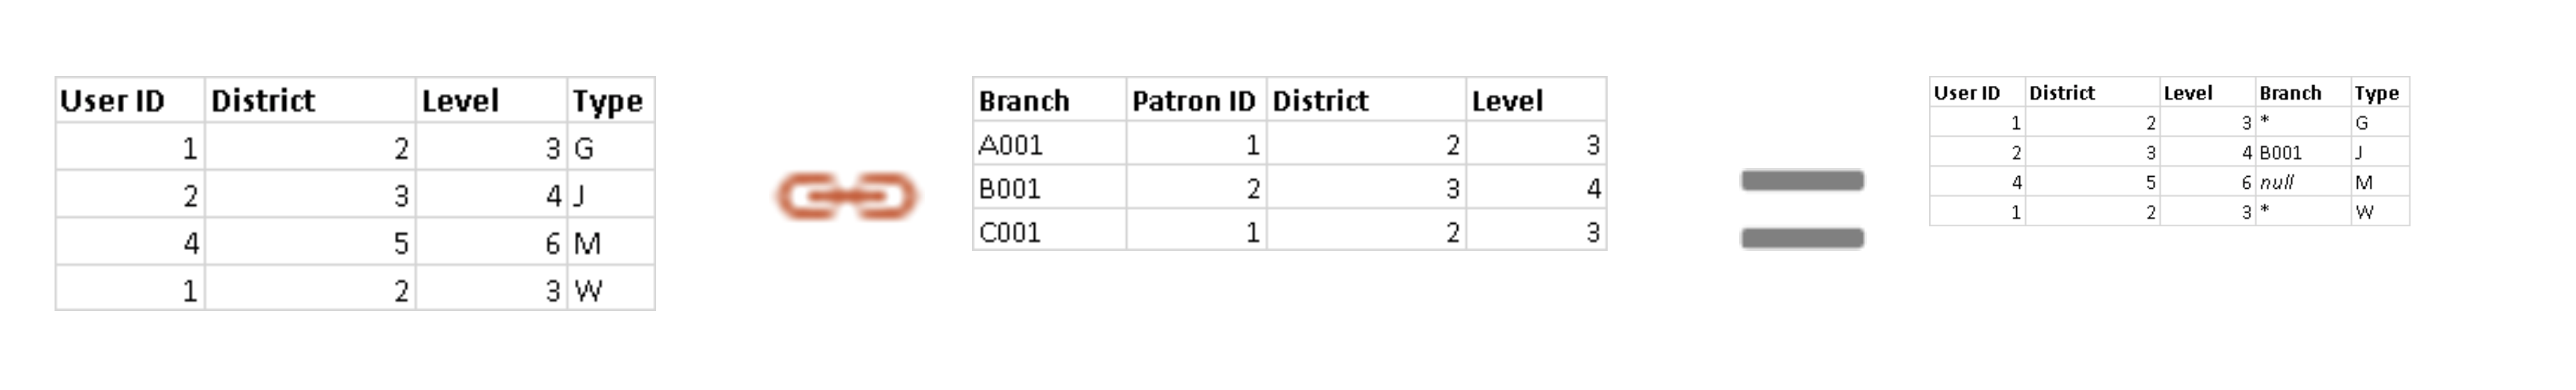 User ID District Level Type
1 2 3 G
2 3 4 J
4 5 6 M
1 2 3 W
Branch Patron ID District Level
A001 1 2 3
B001 2 3 4
C001 1 2 3
User ID District Level Branch Type
1 2 3 * G
2 3 4 B001 J
4 5 6 null M
1 2 3 * W